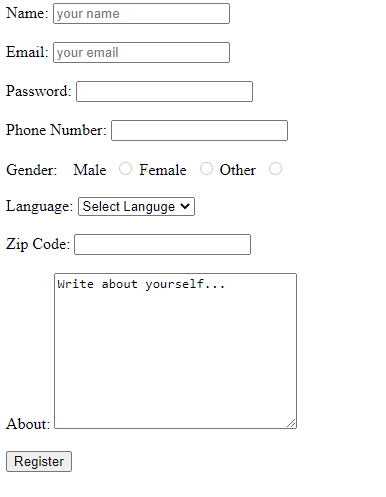 Name: your name
Email: your email
Password:
Phone Number:
Gender: Male Female Other
Language: Select Languge
Zip Code:
Write about yourself...
About:
Register